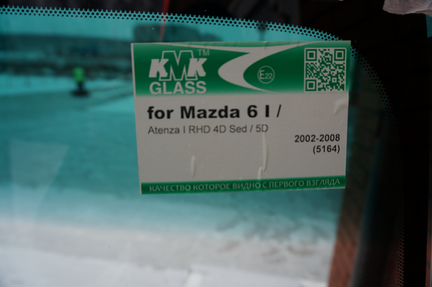 KMK TM
GLASS
E22
for Mazda 6 I /
Atenza I RHD 4D Sed / 5D
2002-2008
(5164)
КАЧЕСТВО КОТОРОЕ ВИДНО С ПЕРВОГО ВЗГЛЯДА